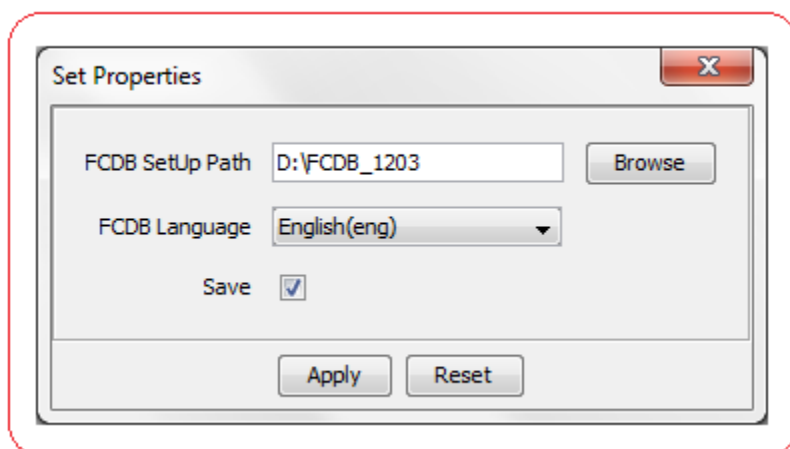 Set Properties
FCDB SetUp Path D:\FCDB_1203 Browse
FCDB Language English(eng)
Save
Apply Reset